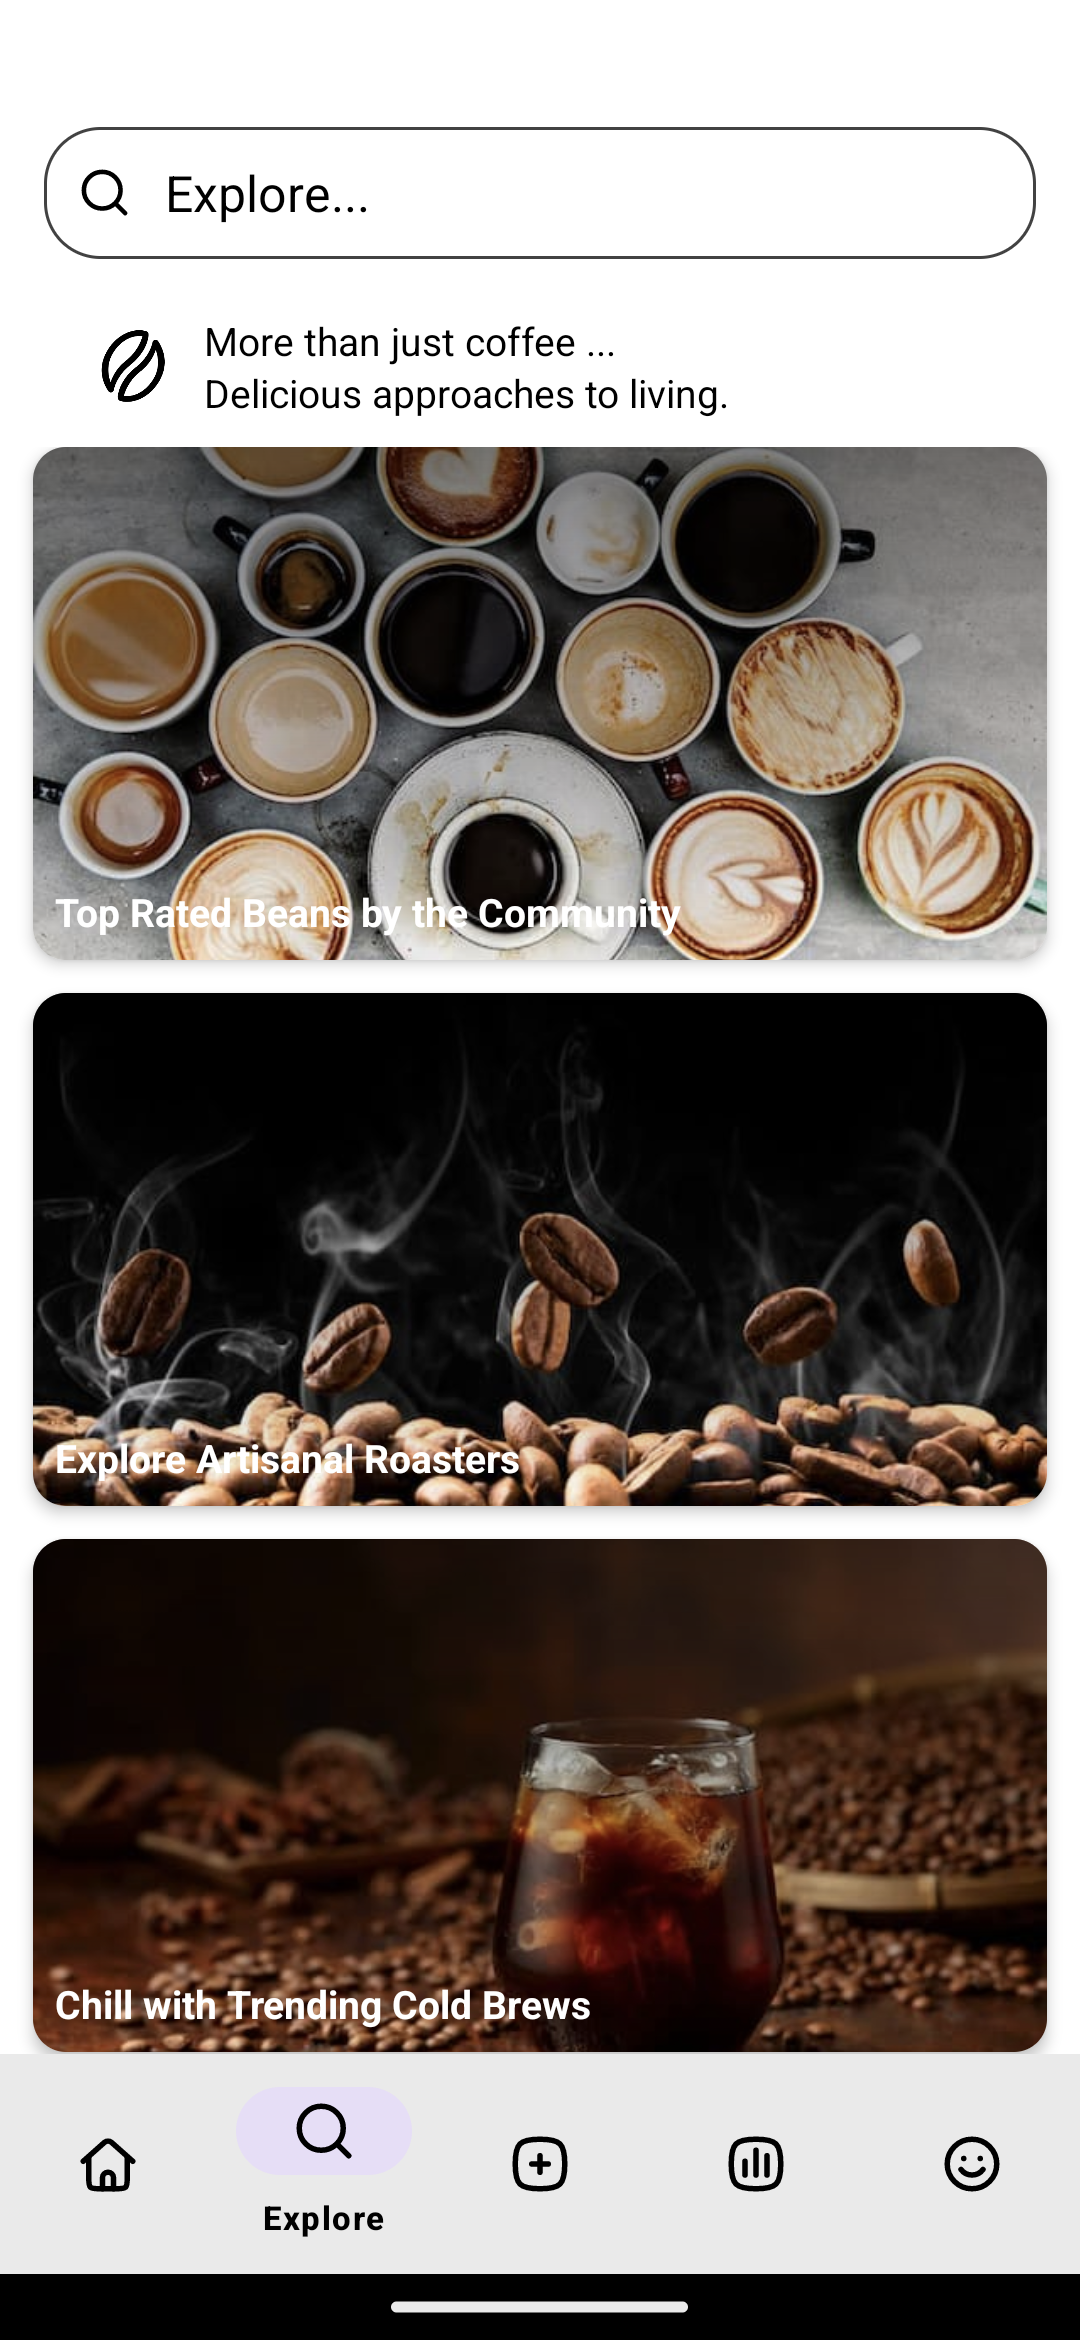 Explore...
More than just coffee ...
Delicious approaches to living.
Top Rated Beans by the Community
Explore Artisanal Roasters
Chill with Trending Cold Brews
Explore